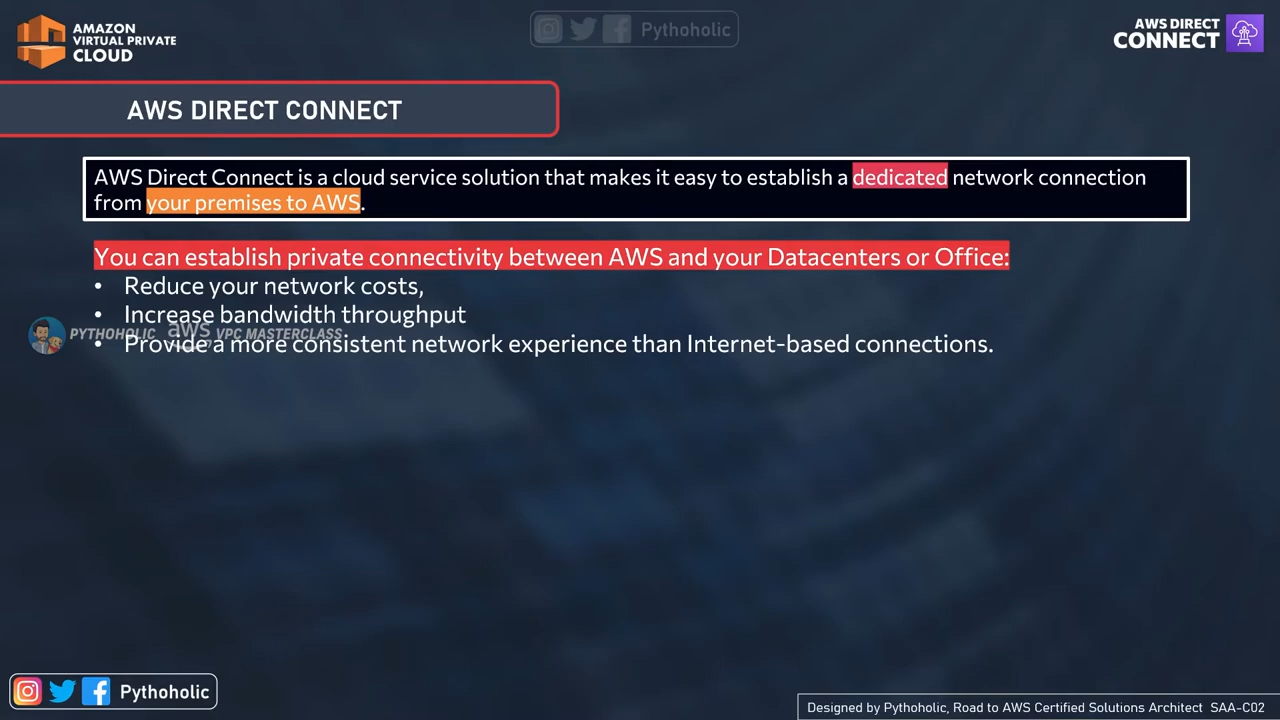 AMAZON
VIRTUAL PRIVATE
CLOUD
Pythoholic
AWS DIRECT
CONNECT
AWS DIRECT CONNECT
AWS Direct Connect is a cloud service solution that makes it easy to establish a dedicated network connection
from your premises to AWS.
You can establish private connectivity between AWS and your Datacenters or Office:
• Reduce your network costs,
• Increase bandwidth throughput
PYTHOHOLIC aws VPC MASTERCLASS
• Provide a more consistent network experience than Internet-based connections.
Pythoholic
Designed by Pythoholic, Road to AWS Certified Solutions Architect SAA-C02